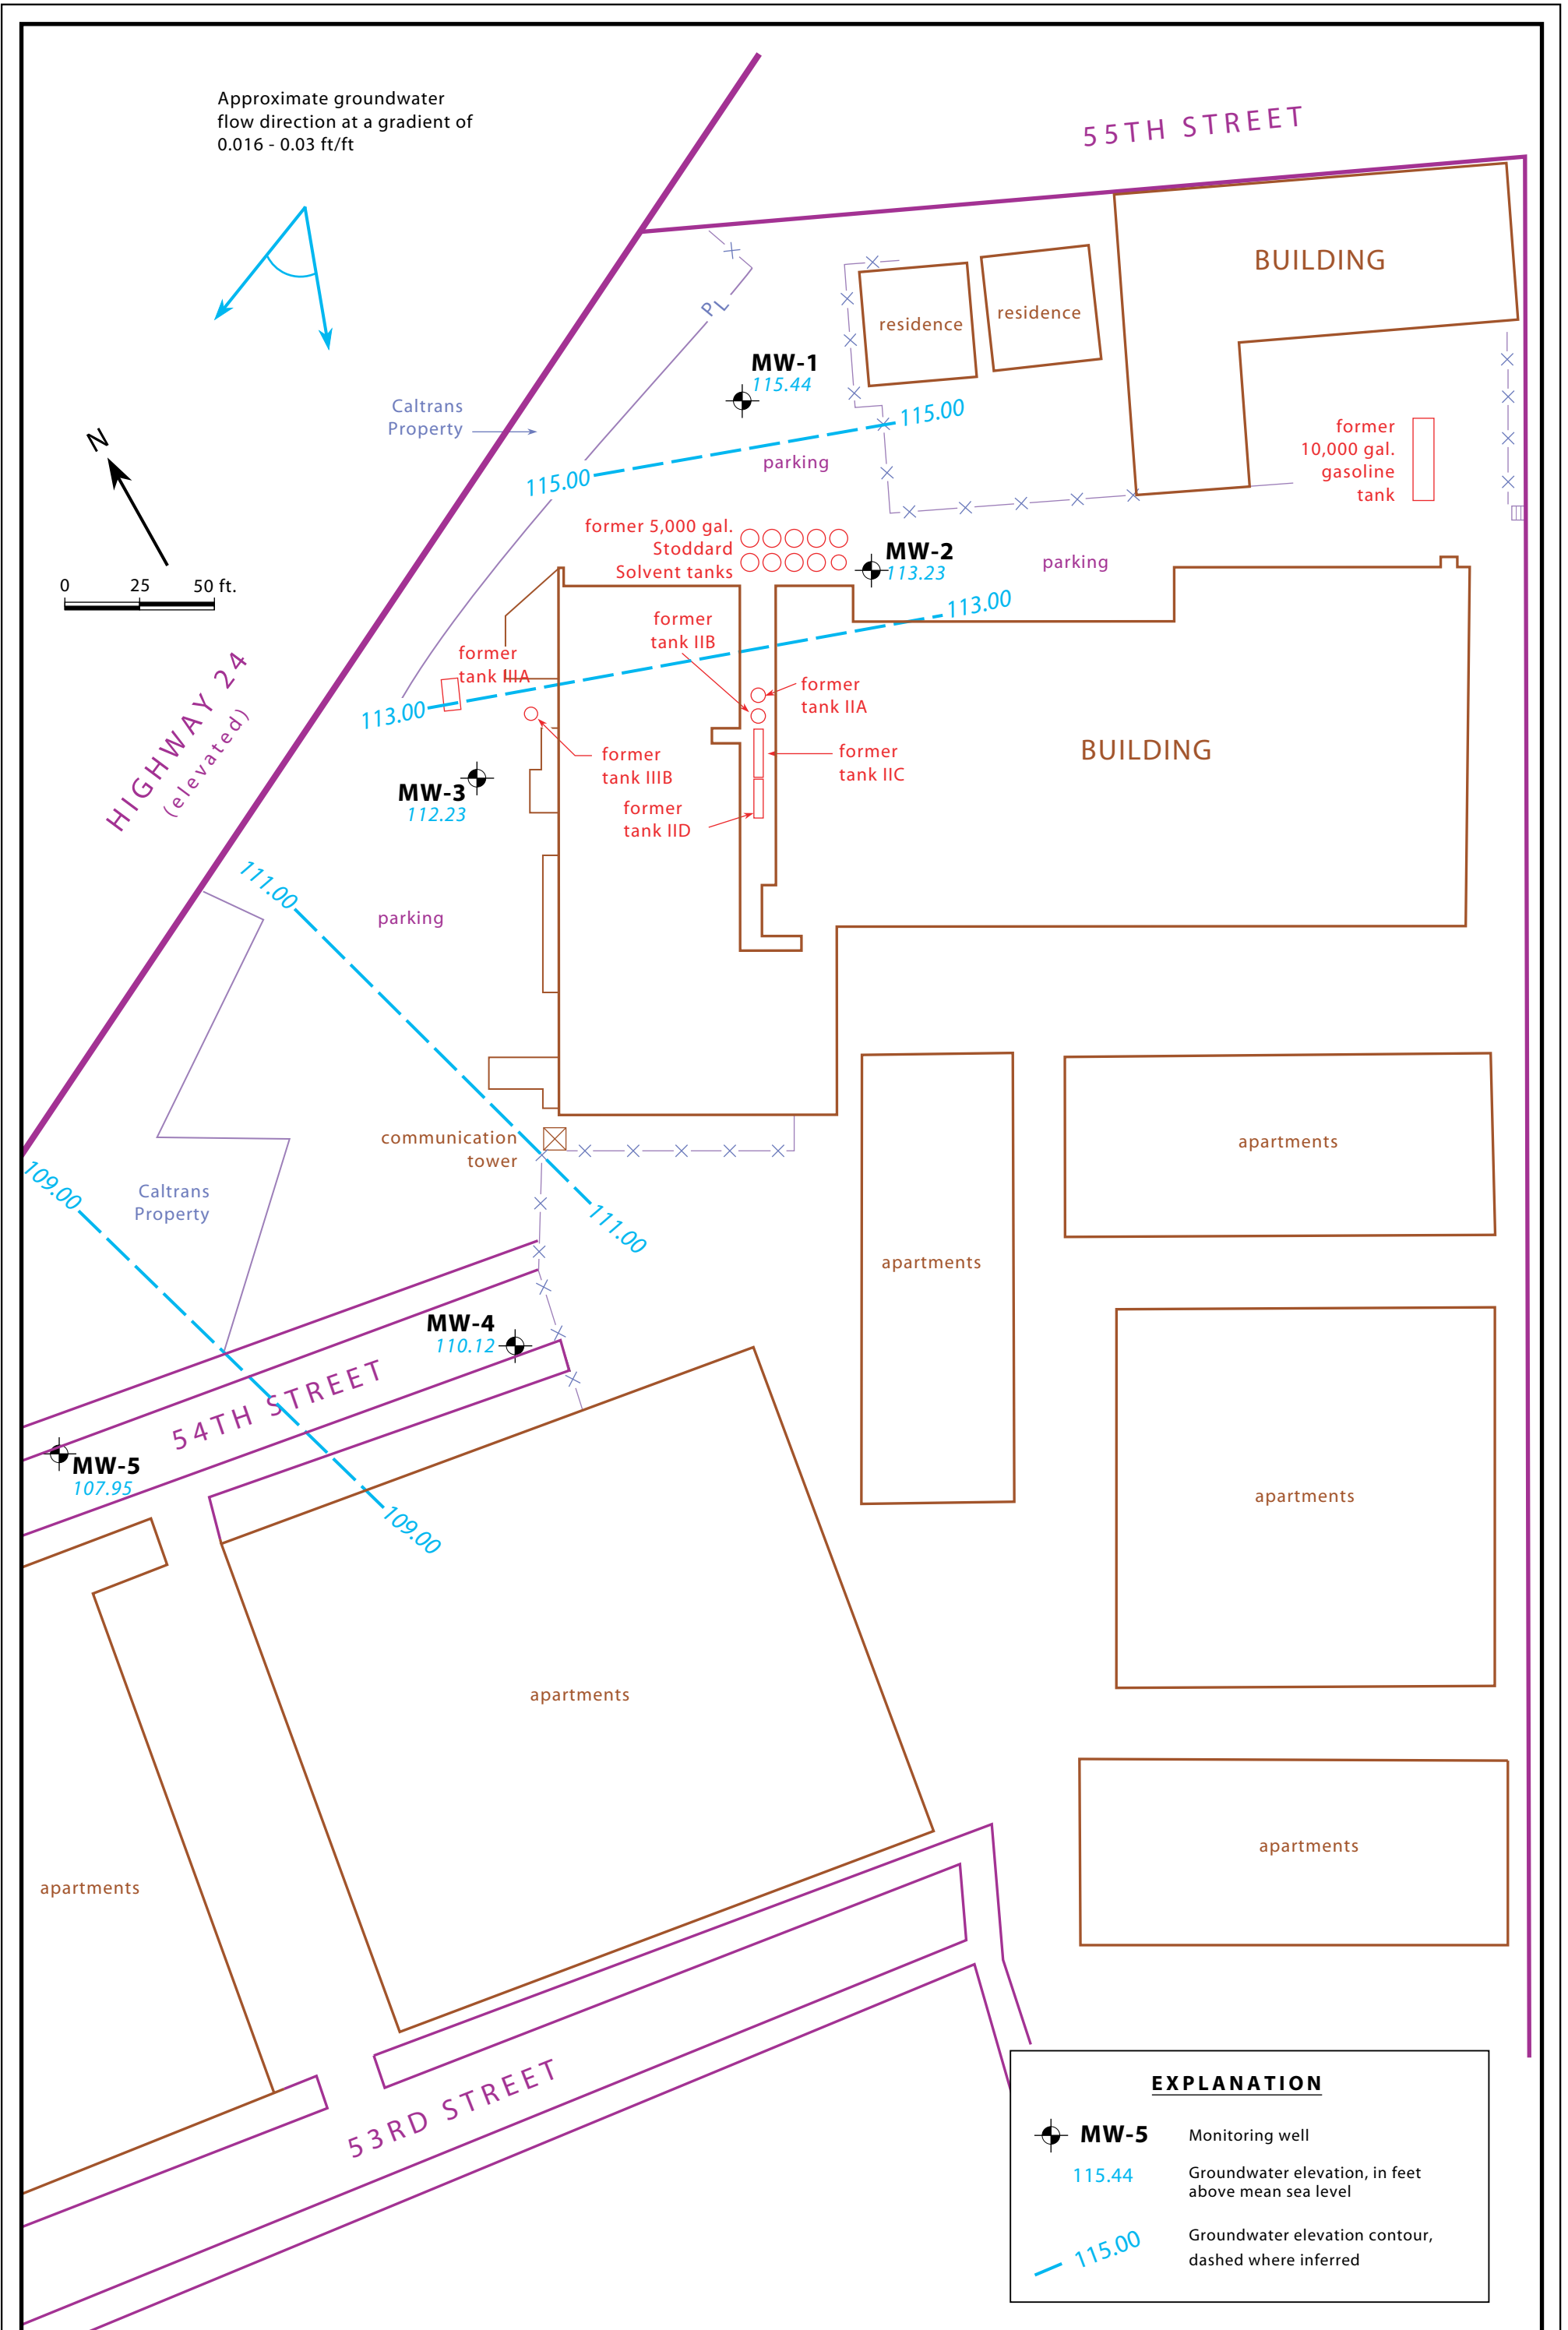 Approximate groundwater
flow direction at a gradient of
0.016 - 0.03 ft/ft
55TH STREET
BUILDING
residence
residence
PL
MW-1
115.44
Caltrans
Property
115.00
115.00
parking
former
10,000 gal.
gasoline
tank
N
0 25 50 ft.
former 5,000 gal.
Stoddard
Solvent tanks
MW-2
113.23
parking
113.00
former
tank IIB
former
tank IIIA
former
tank IIA
113.00
HIGHWAY 24
(elevated)
former
tank IIIB
former
tank IIC
BUILDING
MW-3
112.23
former
tank IID
111.00
parking
communication
tower
apartments
109.00
Caltrans
Property
111.00
apartments
MW-4
110.12
54TH STREET
MW-5
107.95
109.00
apartments
apartments
apartments
apartments
53RD STREET
EXPLANATION
MW-5 Monitoring well
115.44 Groundwater elevation, in feet
above mean sea level
115.00 Groundwater elevation contour,
dashed where inferred